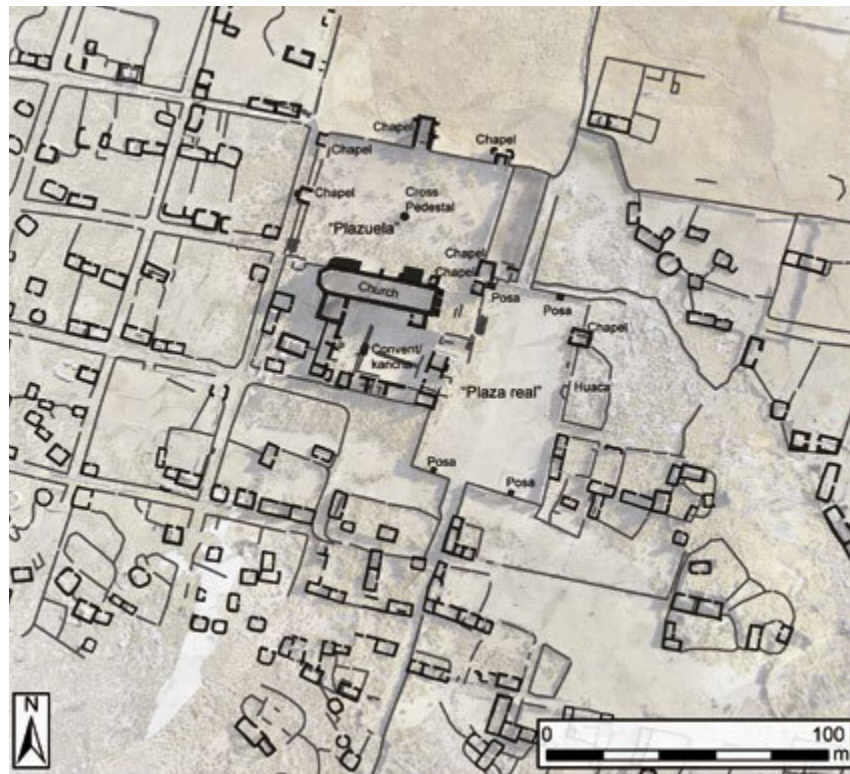 Chapel
Chapel
Chapel
Chapel
Cross
Pedestal
"Plazuela"
Chapel
Chapel
Church
Posa
Posa
Chapel
Convent/
kancha
Huaca
"Plaza real"
Posa
Posa
N
0
100
m